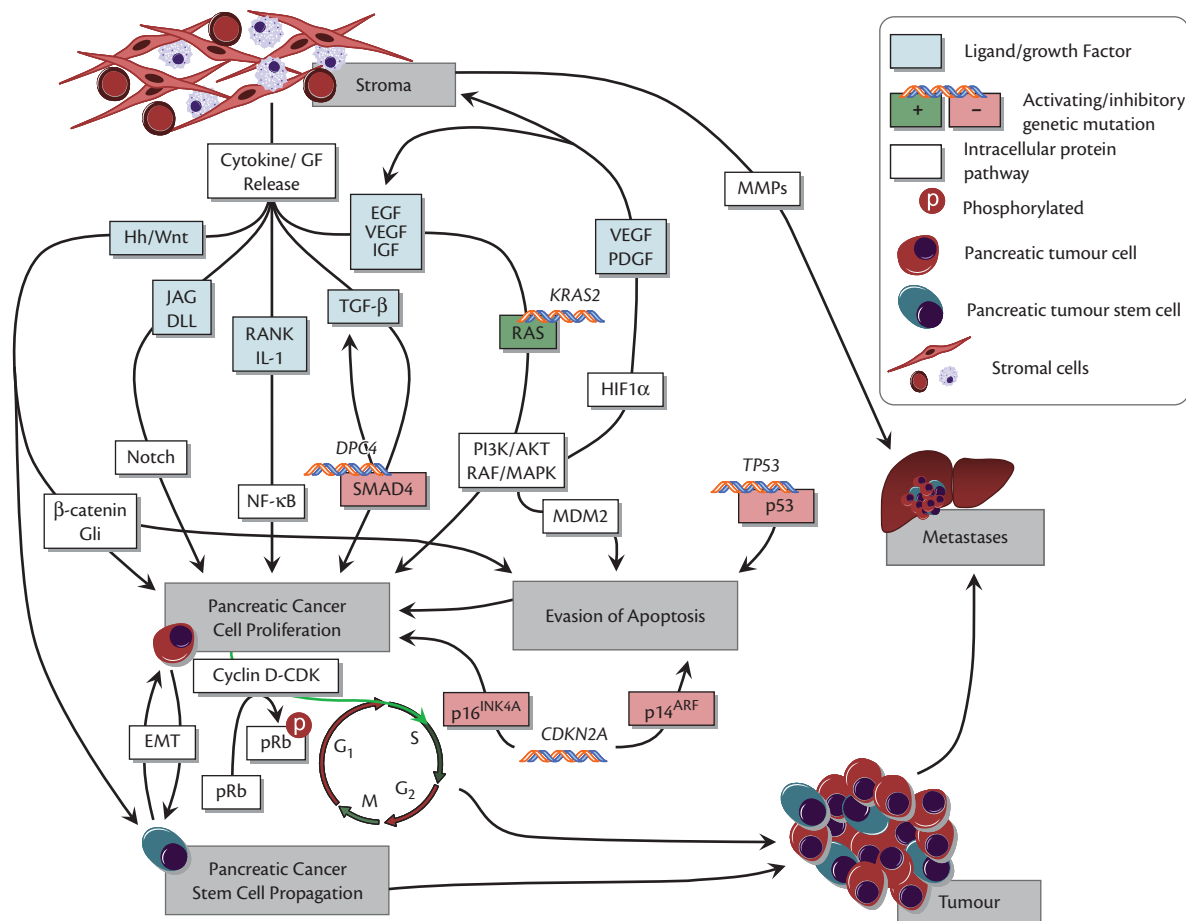 Stroma
Cytokine/ GF
Release
Hh/Wnt
JAG
DLL
RANK
IL-1
TGF-β
EGF
VEGF
IGF
VEGF
PDGF
MMPs
KRAS2
RAS
HIF1α
Notch
NF-κB
DPC4
SMAD4
PI3K/AKT
RAF/MAPK
MDM2
TP53
p53
β-catenin
Gli
Metastases
Pancreatic Cancer
Cell Proliferation
Evasion of Apoptosis
Cyclin D-CDK
EMT
pRb
p
pRb
G₁
S
G₂
M
p16ᴵᴺᴷ⁴ᴬ
CDKN2A
p14ᴬᴿᶠ
Pancreatic Cancer
Stem Cell Propagation
Tumour
Ligand/growth Factor
+
–
Activating/inhibitory
genetic mutation
Intracellular protein
pathway
p
Phosphorylated
Pancreatic tumour cell
Pancreatic tumour stem cell
Stromal cells